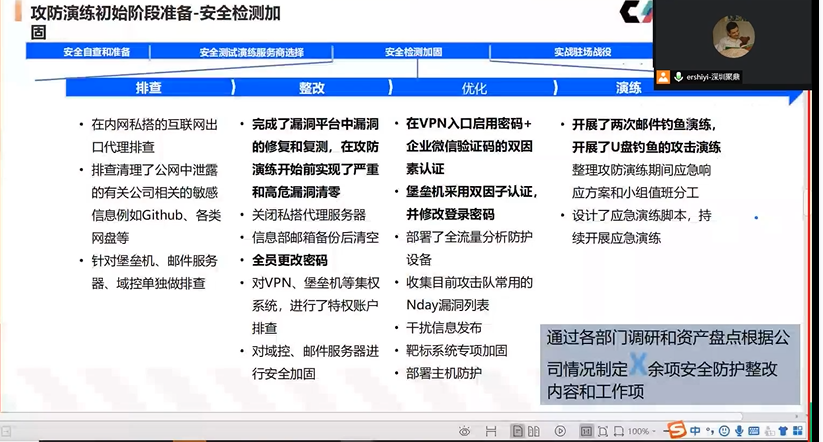 攻防演练初始阶段准备-安全检测加
固
安全自查和准备
安全测试演练服务商选择
安全检测加固
实战驻场战役
排查
整改
优化
演练
• 在内网私搭的互联网出
口代理排查
• 排查清理了公网中泄露
的有关公司相关的敏感
信息例如Github、各类
网盘等
• 针对堡垒机、邮件服务
器、域控单独做排查
• 完成了漏洞平台中漏洞
的修复和复测，在攻防
演练开始前实现了严重
和高危漏洞清零
• 关闭私搭代理服务器
• 信息部邮箱备份后清空
• 全员更改密码
• 对VPN、堡垒机等集权
系统，进行了特权账户
排查
• 对域控、邮件服务器进
行安全加固
• 在VPN入口启用密码+
企业微信验证码的双因
素认证
• 堡垒机采用双因子认证，
并修改登录密码
• 部署了全流量分析防护
设备
• 收集目前攻击队常用的
Nday漏洞列表
• 干扰信息发布
• 靶标系统专项加固
• 部署主机防护
• 开展了两次邮件钓鱼演练，
开展了U盘钓鱼的攻击演练
整理攻防演练期间应急响
应方案和小组值班分工
• 设计了应急演练脚本，持
续开展应急演练
通过各部门调研和资产盘点根据公
司情况制定X余项安全防护整改
内容和工作项
ershiyi-深圳聚鼎
100%
中